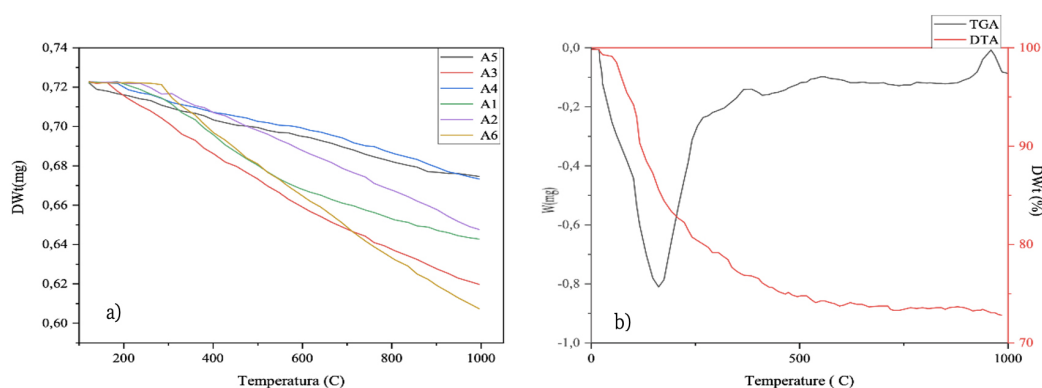 0,74
0,72
0,70
0,68
0,66
0,64
0,62
0,60
DWt(mg)
A5
A3
A4
A1
A2
A6
a)
200
400
600
800
1000
Temperatura (C)
b)
TGA
DTA
0,0
-0,2
-0,4
-0,6
-0,8
-1,0
W(mg)
100
90
80
70
DWt (%)
0
500
1000
Temperature ( C)